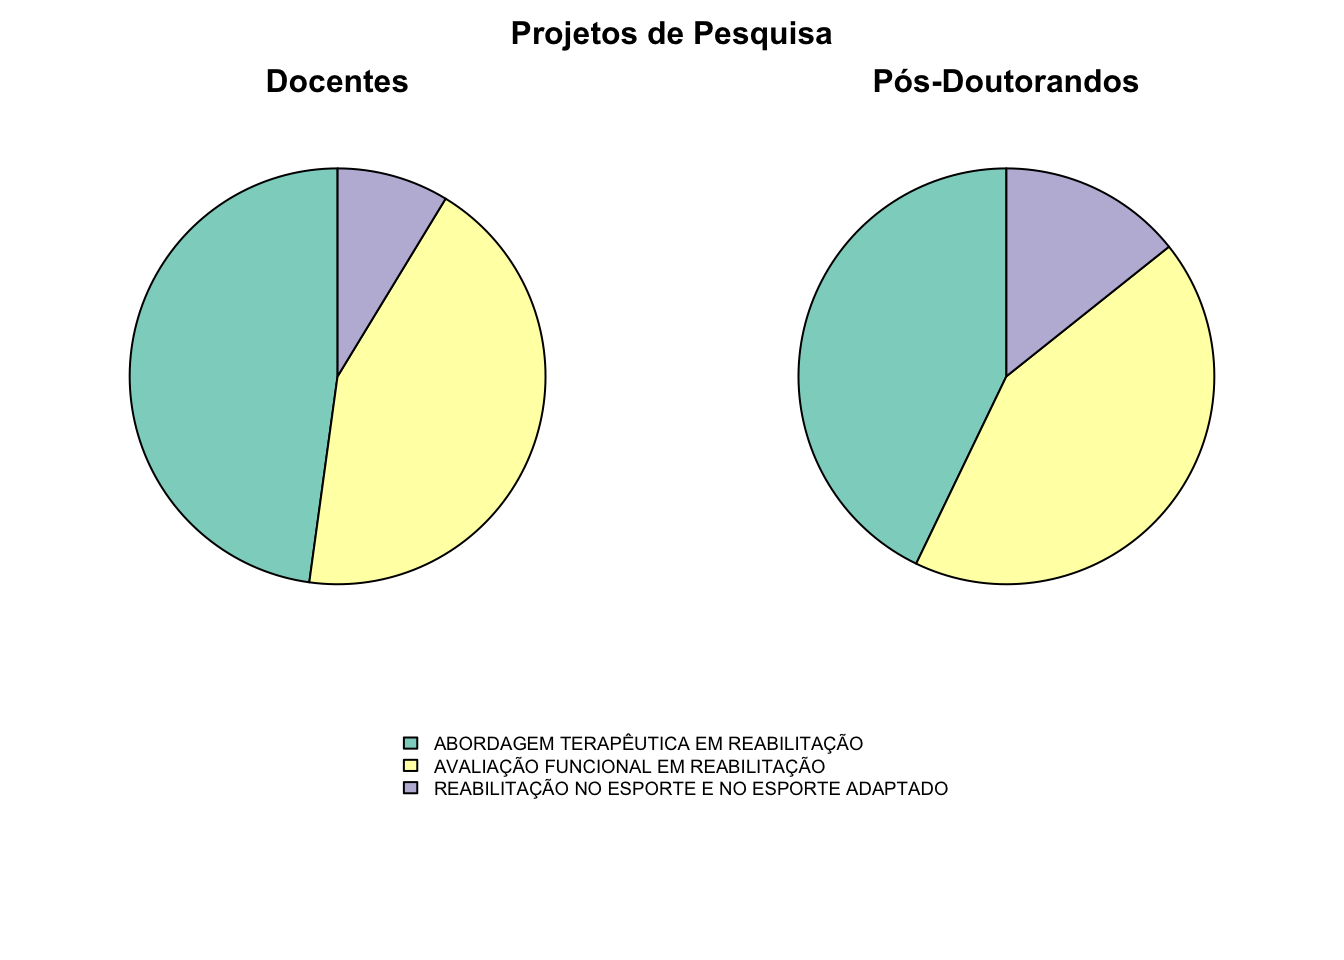 Projetos de Pesquisa
Docentes
Pós-Doutorandos
ABORDAGEM TERAPÊUTICA EM REABILITAÇÃO
AVALIAÇÃO FUNCIONAL EM REABILITAÇÃO
REABILITAÇÃO NO ESPORTE E NO ESPORTE ADAPTADO